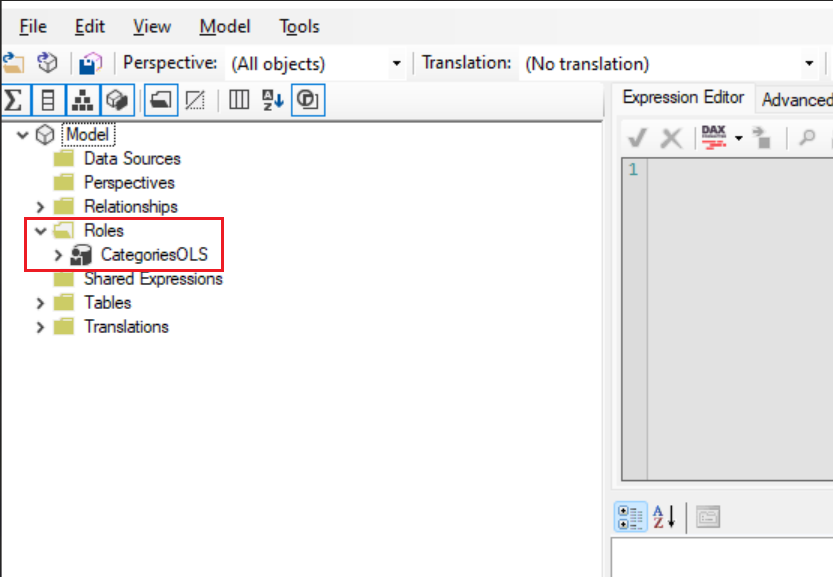 File Edit View Model Tools
Perspective: (All objects) Translation: (No translation)
Expression Editor Advanced
DAX
1
Model
Data Sources
Perspectives
Relationships
Roles
CategoriesOLS
Shared Expressions
Tables
Translations